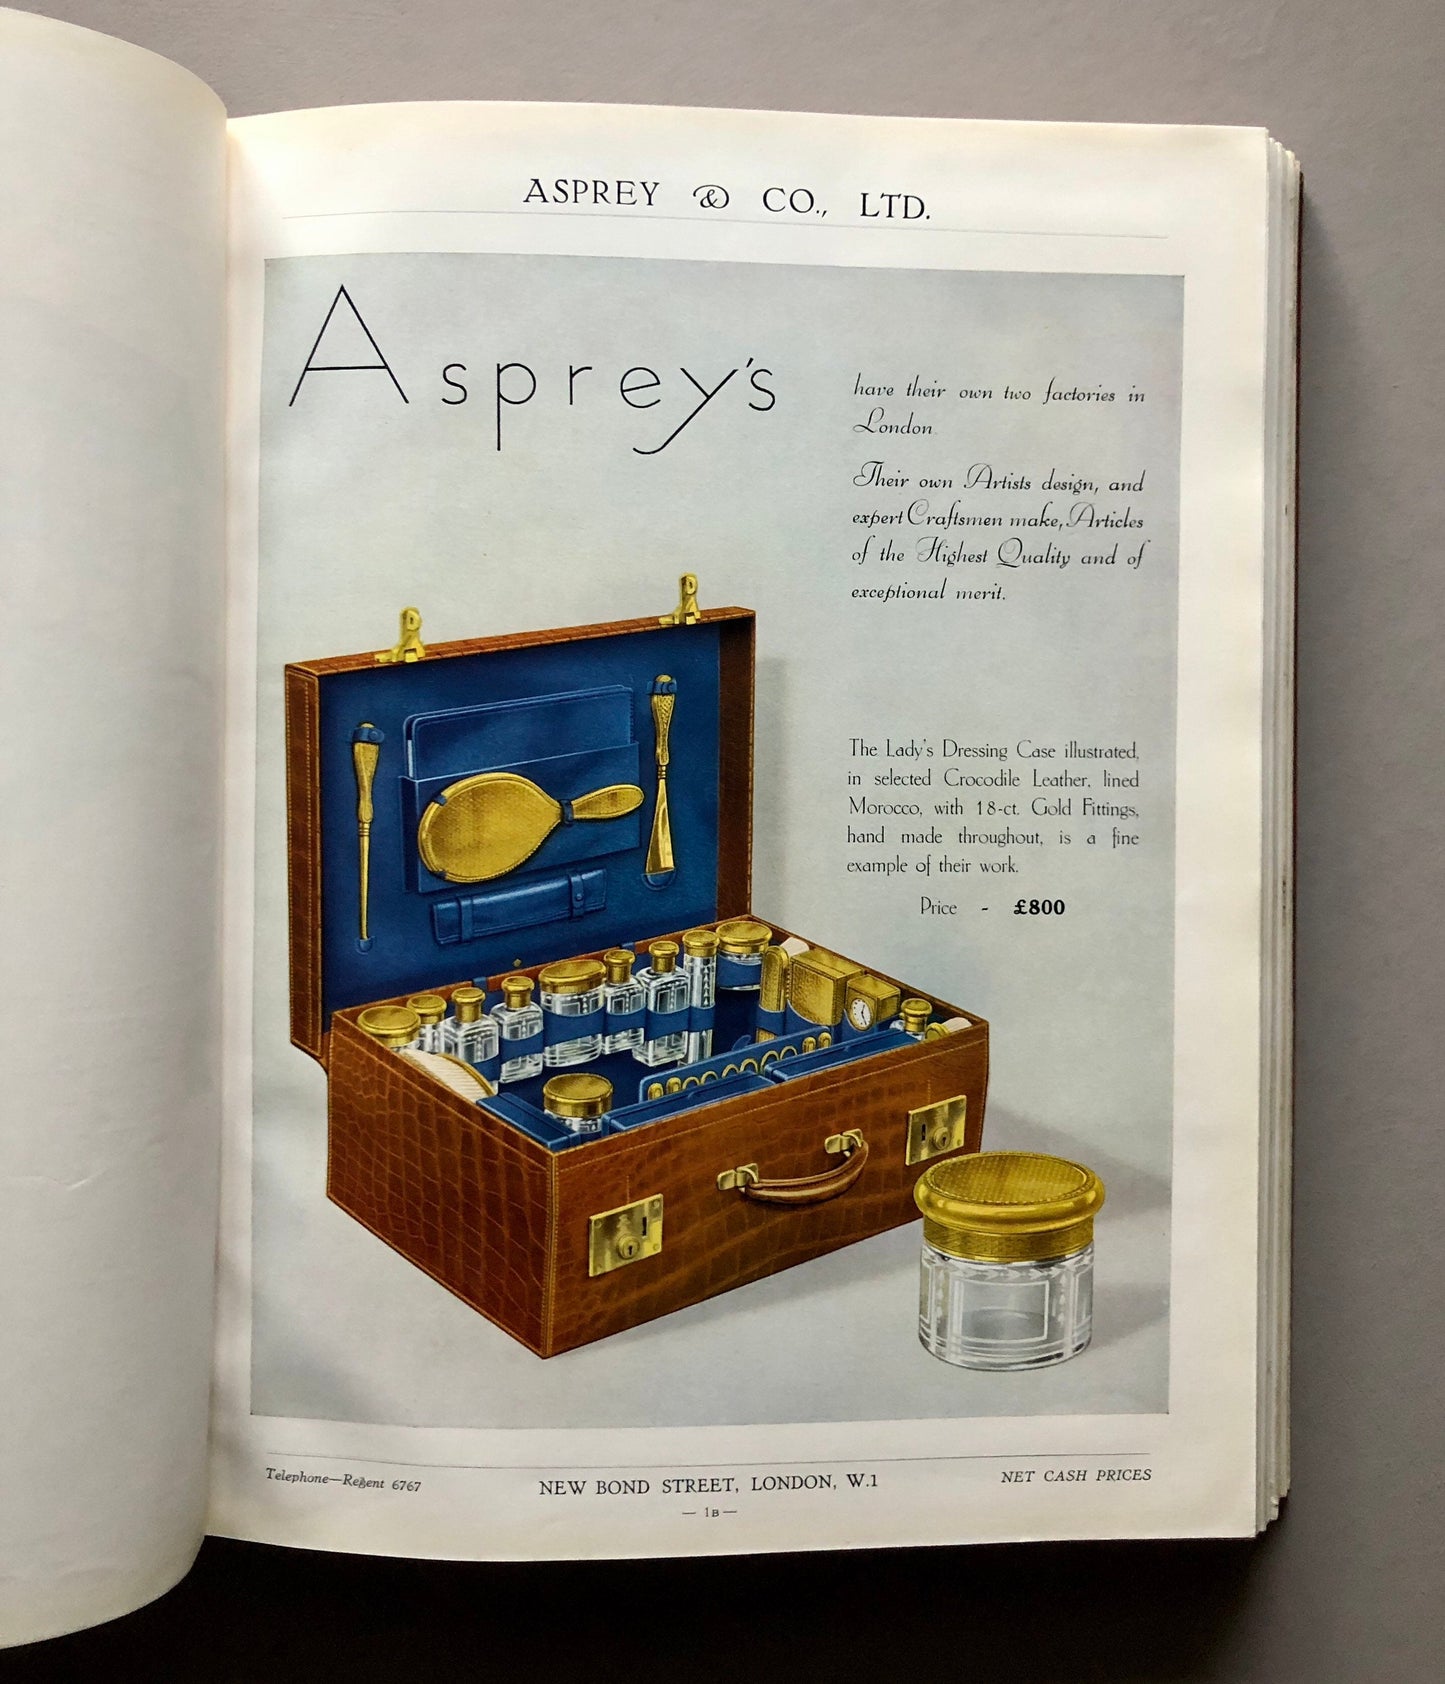 ASPREY & CO., LTD.
Asprey's
have their own two factories in
London
Their own Artists design, and
expert Craftsmen make, Articles
of the Highest Quality and of
exceptional merit.
The Lady's Dressing Case illustrated,
in selected Crocodile Leather, lined
Morocco, with 18-ct. Gold Fittings,
hand made throughout, is a fine
example of their work.
Price - £800
Telephone—Regent 6767
NEW BOND STREET, LONDON, W.1
NET CASH PRICES
— 1B —